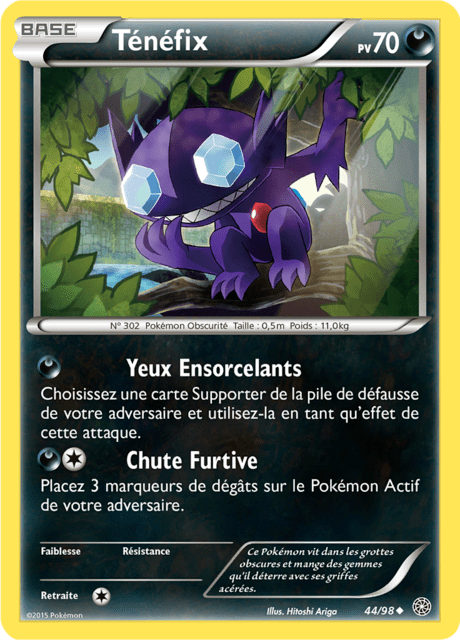 BASE
Ténéfix
PV70
N° 302 Pokémon Obscurité Taille : 0,5m Poids : 11,0kg
Yeux Ensorcelants
Choisissez une carte Supporter de la pile de défausse
de votre adversaire et utilisez-la en tant qu'effet de
cette attaque.
Chute Furtive
Placez 3 marqueurs de dégâts sur le Pokémon Actif
de votre adversaire.
Faiblesse Résistance
Ce Pokémon vit dans les grottes
obscures et mange des gemmes
qu'il déterre avec ses griffes
acérées.
Retraite
©2015 Pokémon
Illus. Hitoshi Ariga
44/98